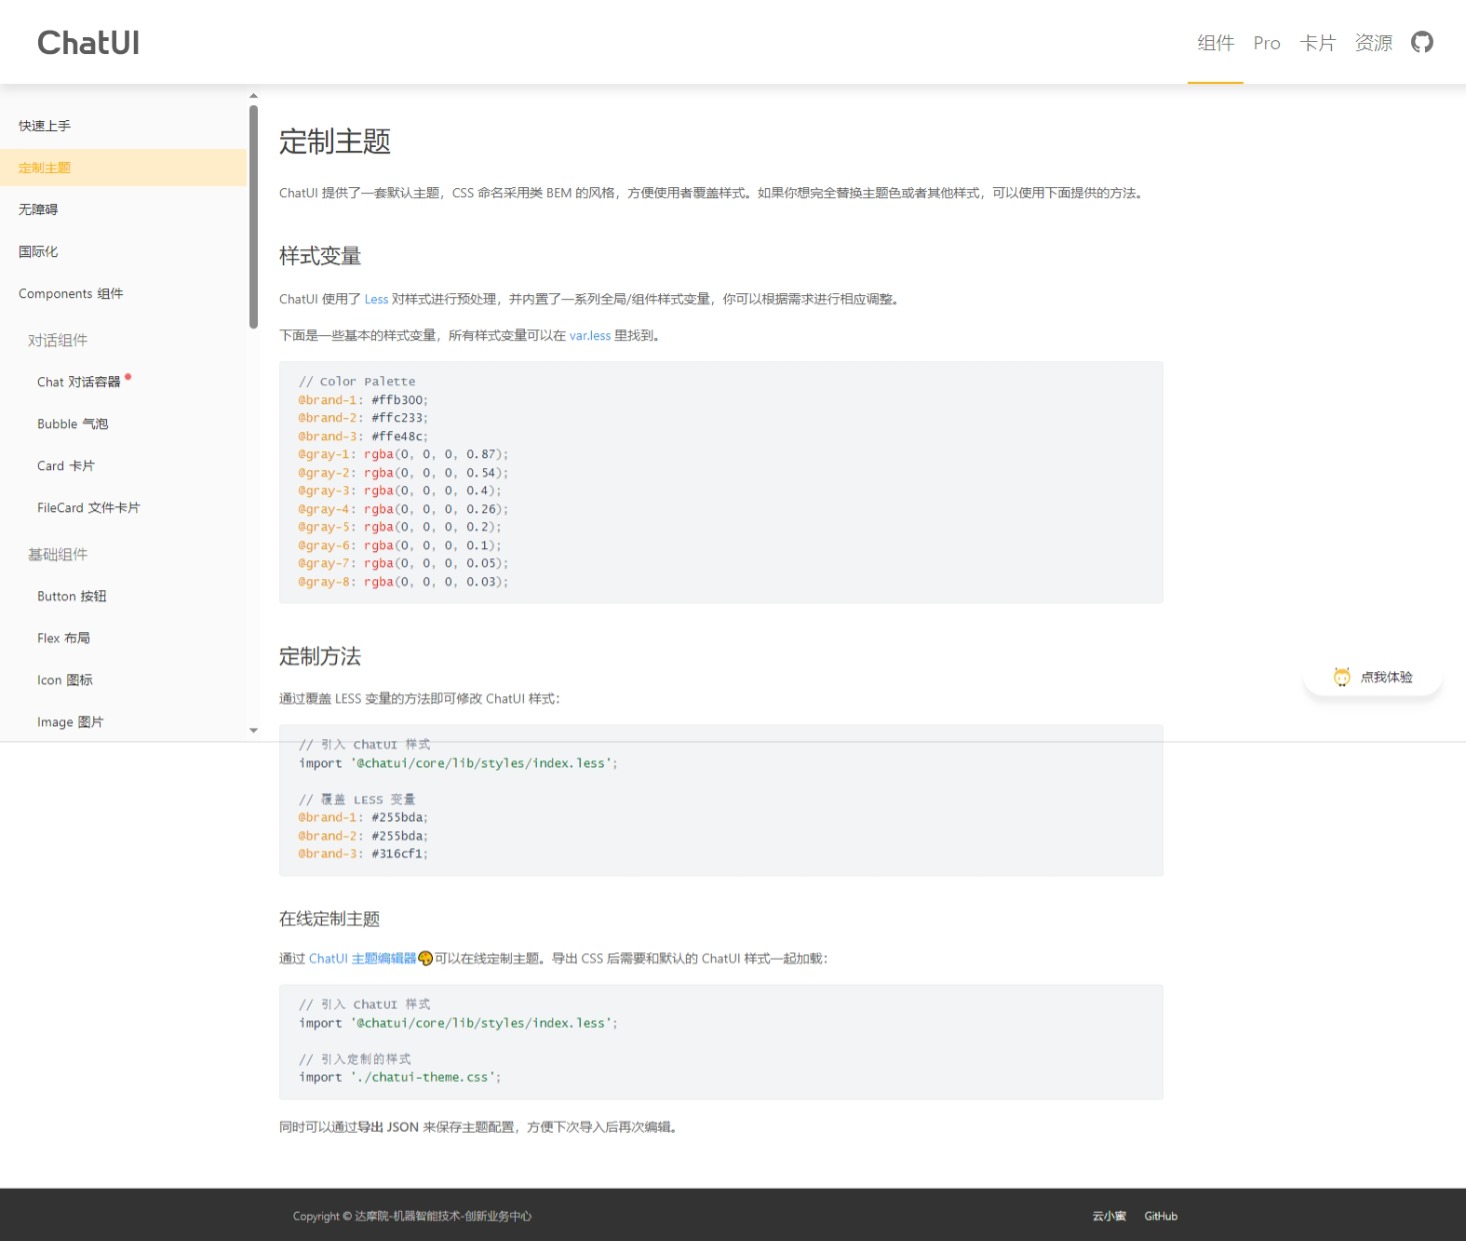 ChatUI
组件
Pro
卡片
资源
快速上手
定制主题
无障碍
国际化
Components 组件
对话组件
Chat 对话容器
Bubble 气泡
Card 卡片
FileCard 文件卡片
基础组件
Button 按钮
Flex 布局
Icon 图标
Image 图片
定制主题
ChatUI 提供了一套默认主题，CSS 命名采用类 BEM 的风格，方便使用者覆盖样式。如果你想完全替换主题色或者其他样式，可以使用下面提供的方法。
样式变量
ChatUI 使用了 Less 对样式进行预处理，并内置了一系列全局/组件样式变量，你可以根据需求进行相应调整。
下面是一些基本的样式变量，所有样式变量可以在 var.less 里找到。
// Color Palette
@brand-1: #ffb300;
@brand-2: #ffc233;
@brand-3: #ffe48c;
@gray-1: rgba(0, 0, 0, 0.87);
@gray-2: rgba(0, 0, 0, 0.54);
@gray-3: rgba(0, 0, 0, 0.4);
@gray-4: rgba(0, 0, 0, 0.26);
@gray-5: rgba(0, 0, 0, 0.2);
@gray-6: rgba(0, 0, 0, 0.1);
@gray-7: rgba(0, 0, 0, 0.05);
@gray-8: rgba(0, 0, 0, 0.03);
定制方法
通过覆盖 LESS 变量的方法即可修改 ChatUI 样式：
// 引入 ChatUI 样式
import '@chatui/core/lib/styles/index.less';
// 覆盖 LESS 变量
@brand-1: #255bda;
@brand-2: #255bda;
@brand-3: #316cf1;
在线定制主题
通过 ChatUI 主题编辑器🎨可以在线定制主题。导出 CSS 后需要和默认的 ChatUI 样式一起加载：
// 引入 ChatUI 样式
import '@chatui/core/lib/styles/index.less';
// 引入定制的样式
import './chatui-theme.css';
同时可以通过导出 JSON 来保存主题配置，方便下次导入后再次编辑。
点我体验
Copyright © 达摩院-机器智能技术-创新业务中心
云小蜜
GitHub